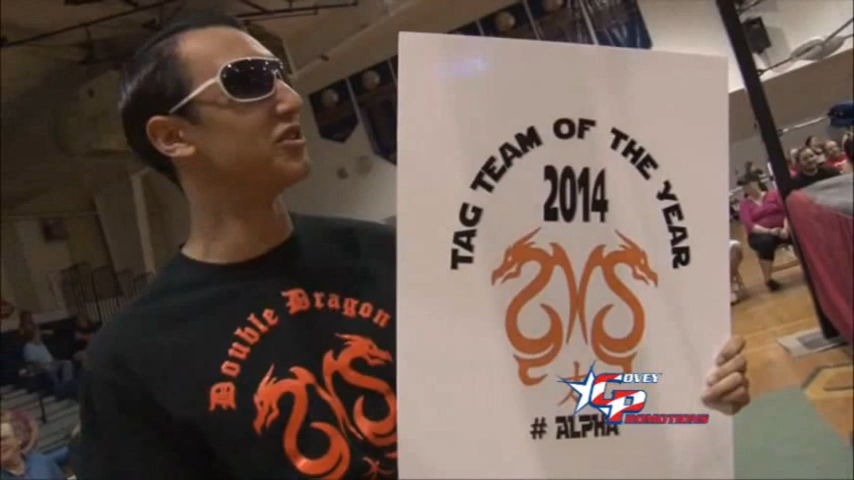 TAG TEAM OF THE YEAR
2014
Double Dragon
# ALPHA
COVEY
PROMOTIONS